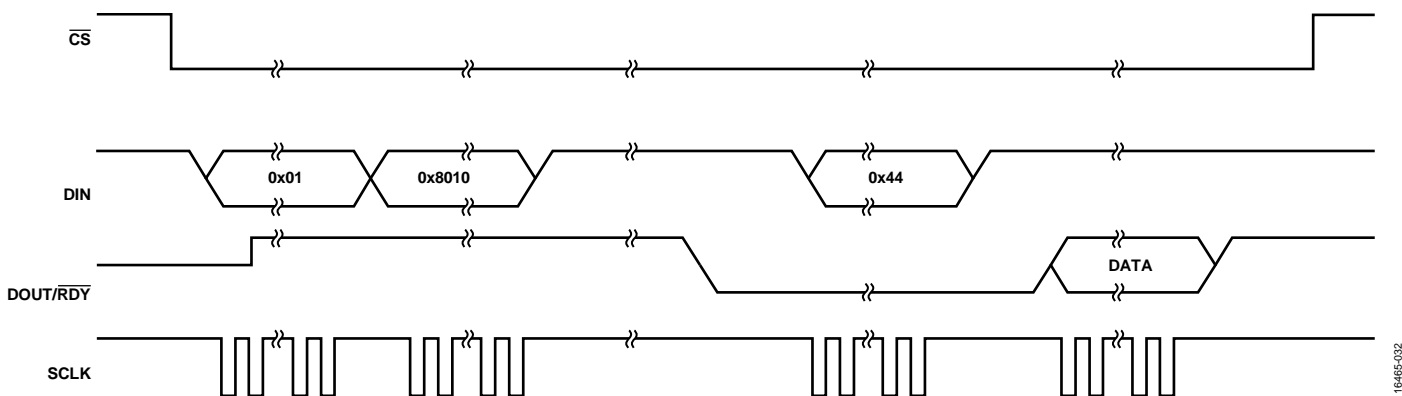 CS
DIN
0x01
0x8010
0x44
DOUT/RDY
DATA
SCLK
16465-032